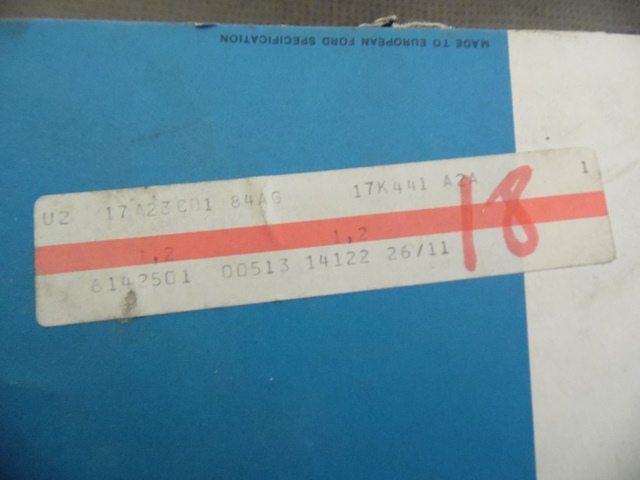 MADE TO EUROPEAN FORD SPECIFICATION
U2 17A23C01 84AG 17K441 A2A 1
1,2 1,2
6142501 00513 14122 26/11
18